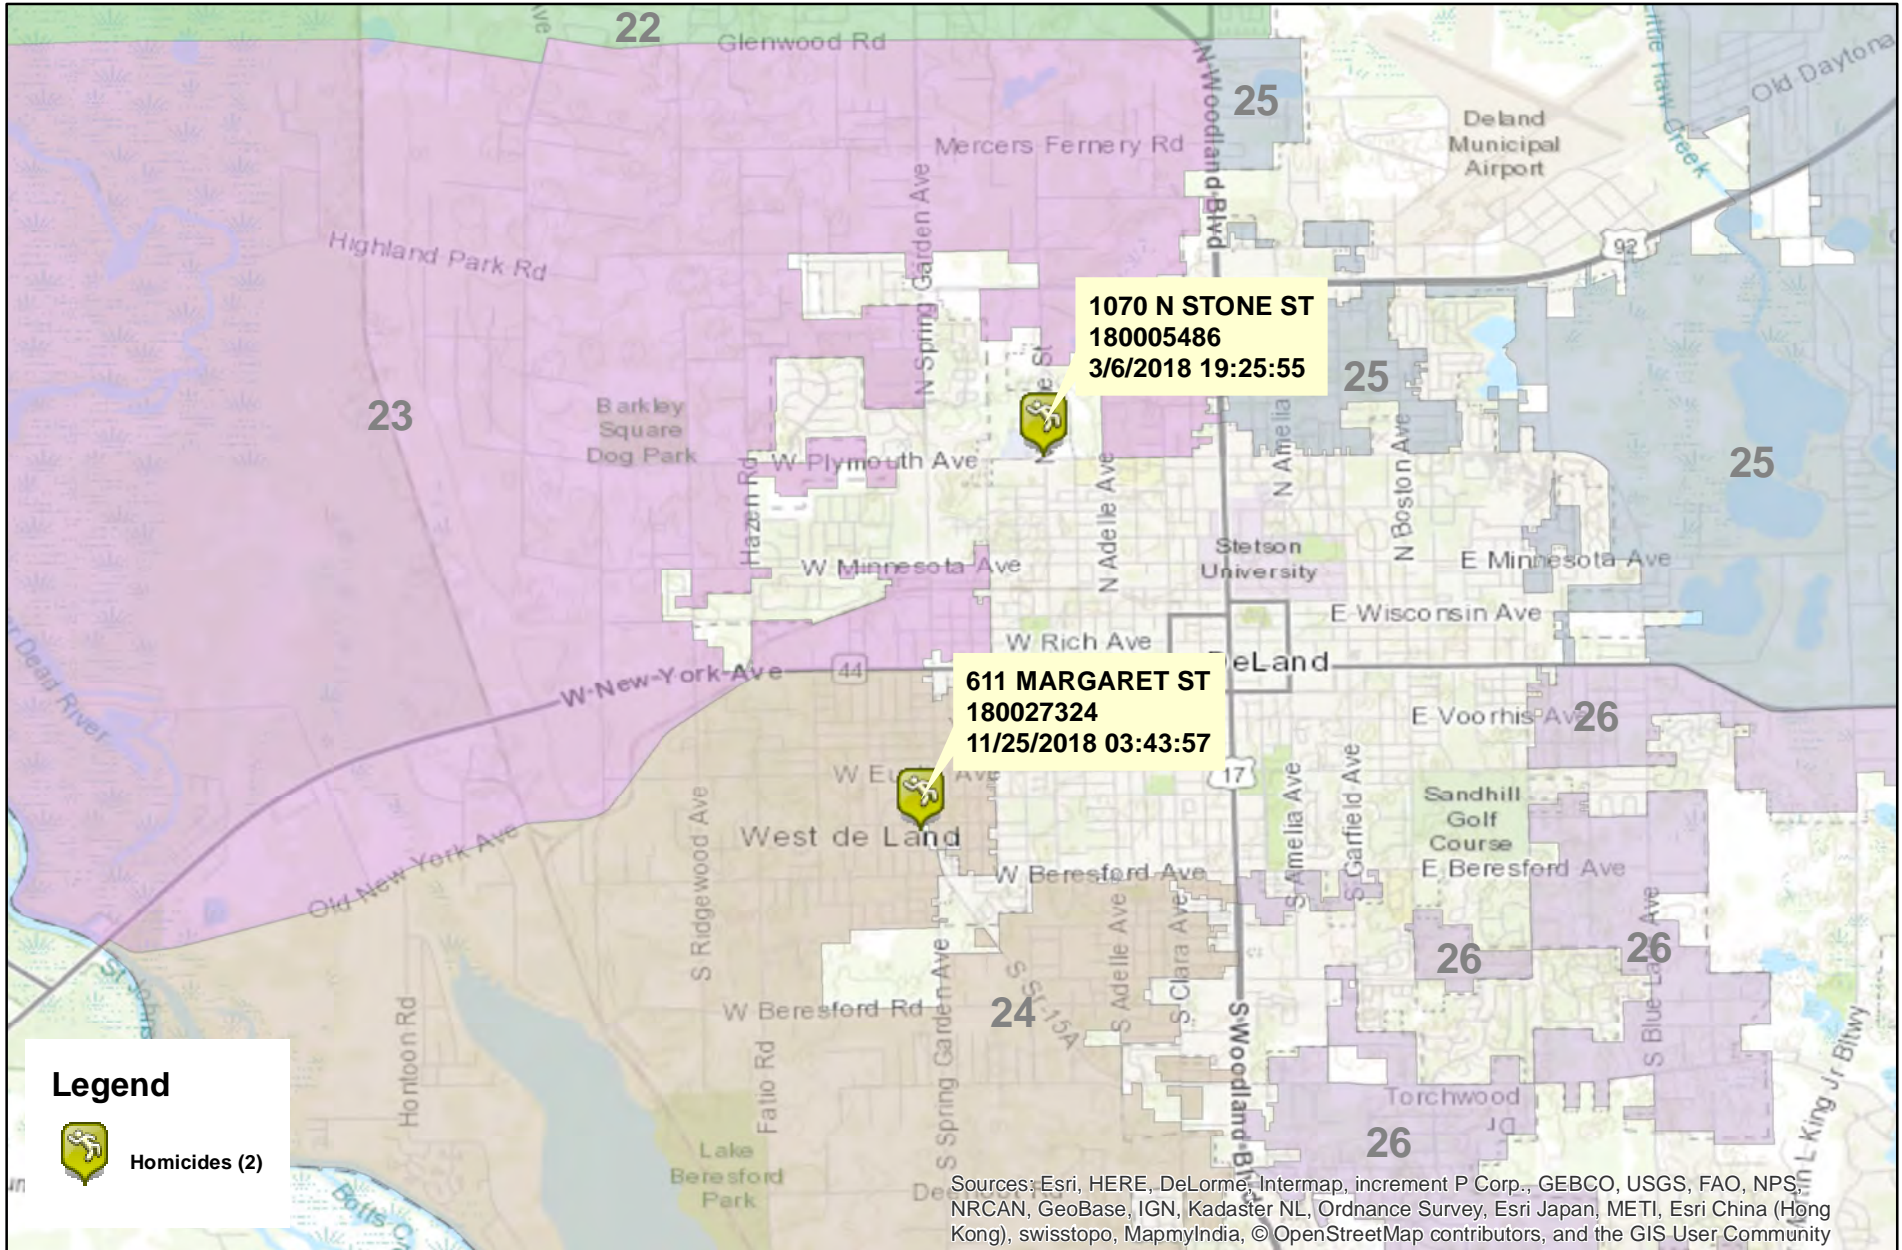 22
Glenwood Rd
N Woodland Blvd
25
Old Daytona
Deland
Municipal
Airport
Mercers Fernery Rd
Highland Park Rd
N Spring Garden Ave
92
1070 N STONE ST
180005486
3/6/2018 19:25:55
25
23
Barkley
Square
Dog Park
W Plymouth Ave
Hazen Rd
N Adelle Ave
N Amelia
N Boston Ave
25
W Minnesota Ave
Stetson
University
E Minnesota Ave
E Wisconsin Ave
W Rich Ave
DeLand
W New York Ave
44
611 MARGARET ST
180027324
11/25/2018 03:43:57
Dead River
E Voorhis Ave
26
17
West de Land
S Ridgewood Ave
Old New York Ave
W Beresford Ave
S Amelia Ave
S Garfield Ave
Sandhill
Golf
Course
E Beresford Ave
26
26
S Blue Lake Ave
W Beresford Rd
24
S Adelle Ave
S Clara Ave
S Woodland Blvd
Hontoon Rd
Fatio Rd
S Spring Garden Ave
Torchwood
Dr
26
Lake
Beresford
Park
Legend
Homicides (2)
Sources: Esri, HERE, DeLorme, Intermap, increment P Corp., GEBCO, USGS, FAO, NPS,
NRCAN, GeoBase, IGN, Kadaster NL, Ordnance Survey, Esri Japan, METI, Esri China (Hong
Kong), swisstopo, MapmyIndia, © OpenStreetMap contributors, and the GIS User Community